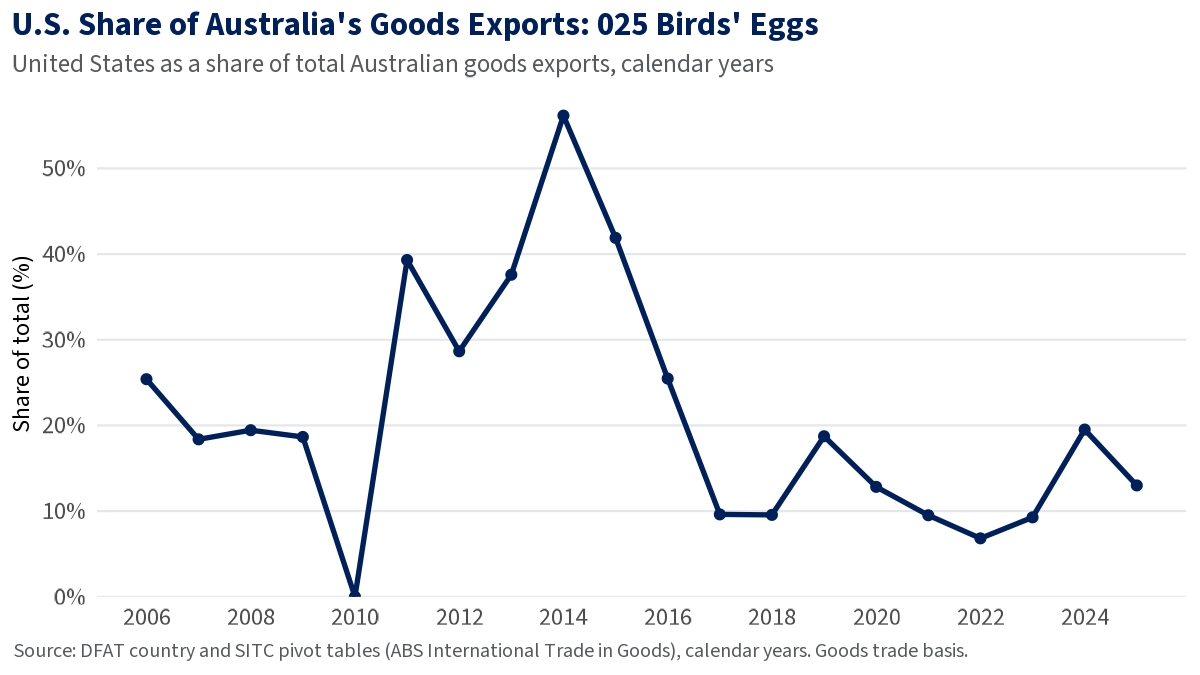 U.S. Share of Australia's Goods Exports: 025 Birds' Eggs
United States as a share of total Australian goods exports, calendar years
Share of total (%)
50%
40%
30%
20%
10%
0%
2006 2008 2010 2012 2014 2016 2018 2020 2022 2024
Source: DFAT country and SITC pivot tables (ABS International Trade in Goods), calendar years. Goods trade basis.